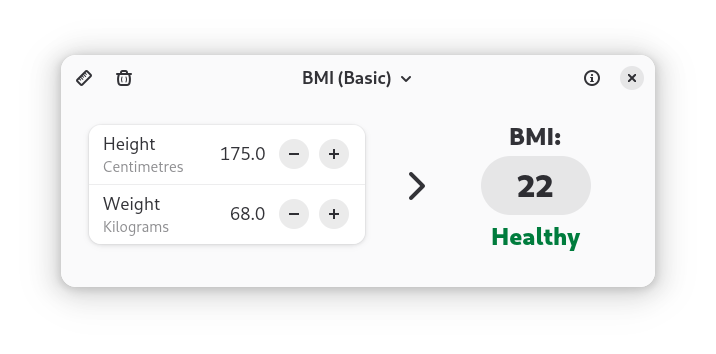 BMI (Basic)
Height
Centimetres
175.0
Weight
Kilograms
68.0
BMI:
22
Healthy